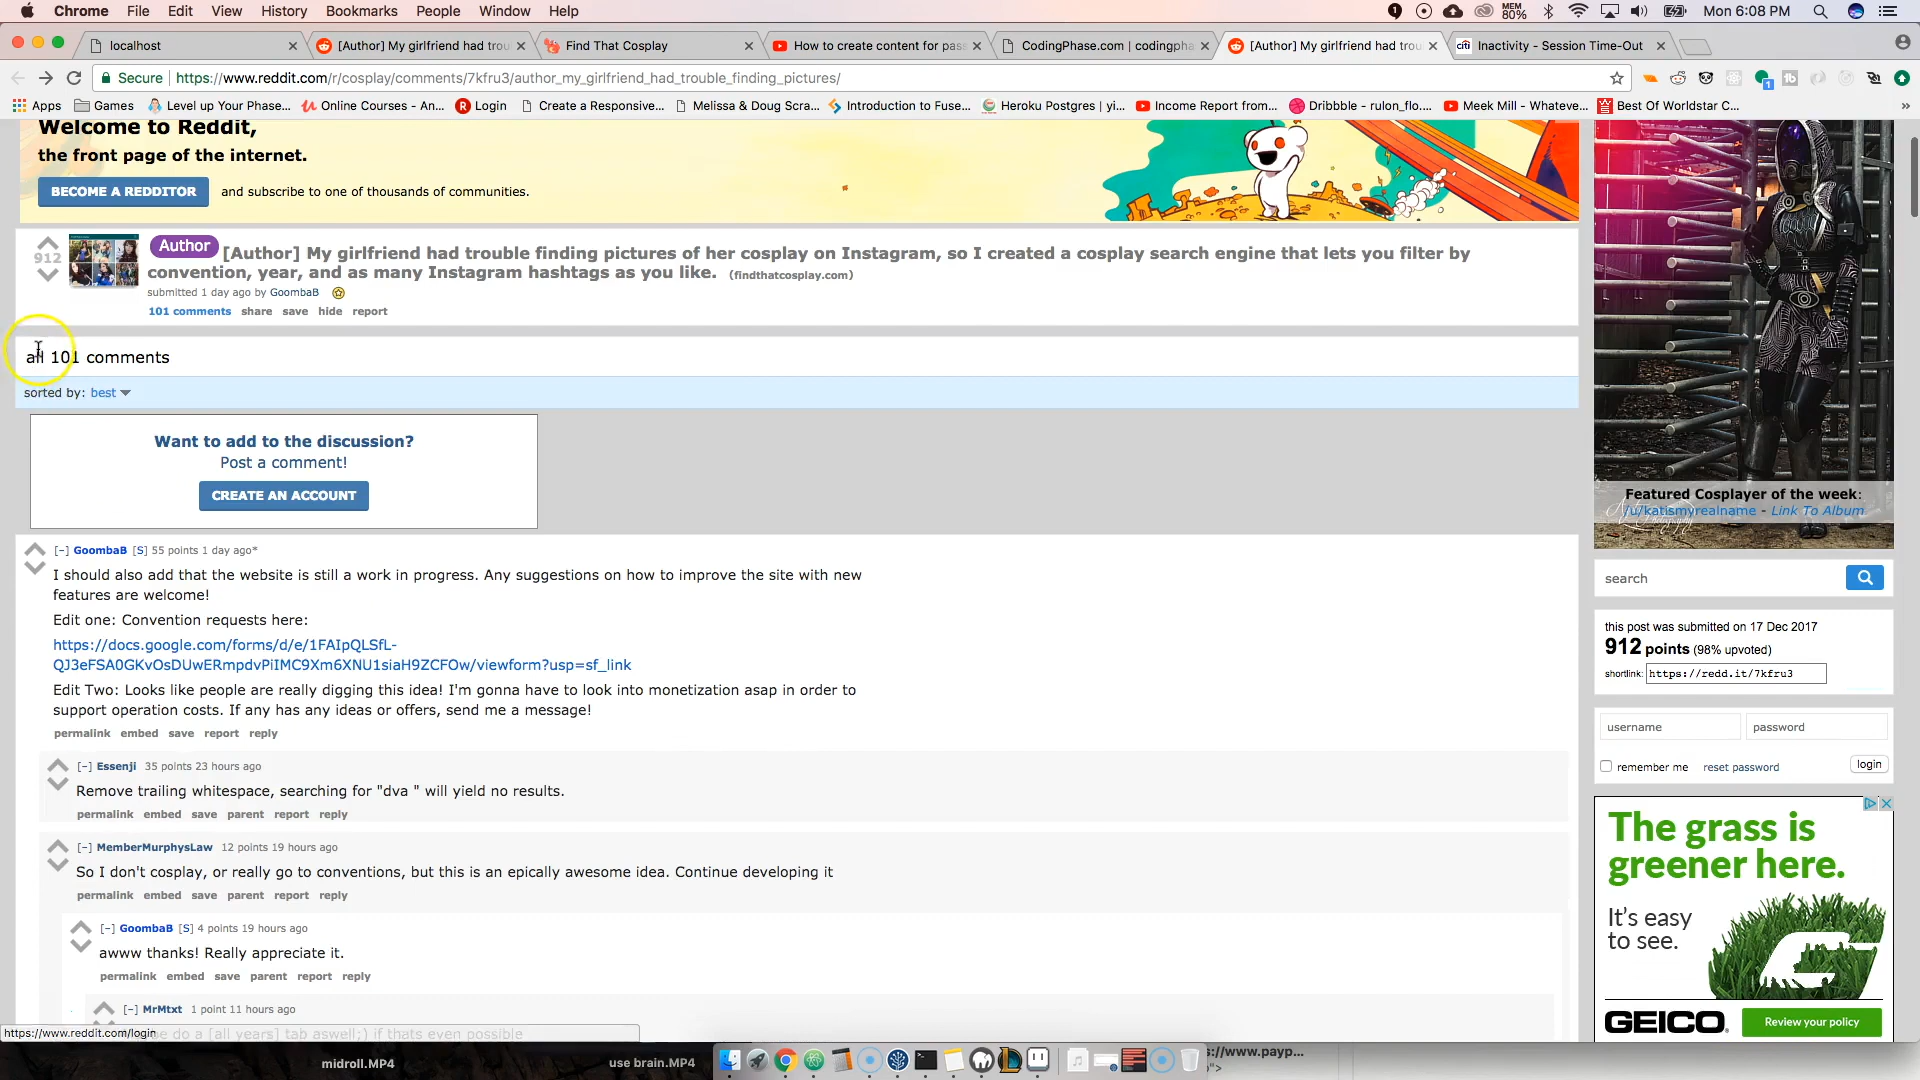 Chrome File Edit View History Bookmarks People Window Help
MEM 80% Mon 6:08 PM
localhost
[Author] My girlfriend had trou
Find That Cosplay
How to create content for pas
CodingPhase.com | codingpha
[Author] My girlfriend had trou
Inactivity - Session Time-Out
Secure https://www.reddit.com/r/cosplay/comments/7kfru3/author_my_girlfriend_had_trouble_finding_pictures/
Apps Games Level up Your Phase... Online Courses - An... Login Create a Responsive... Melissa & Doug Scra... Introduction to Fuse... Heroku Postgres | yi... Income Report from... Dribbble - rulon_flo.... Meek Mill - Whateve... Best Of Worldstar C... »
Welcome to Reddit,
the front page of the internet.
BECOME A REDDITOR and subscribe to one of thousands of communities.
912
Author [Author] My girlfriend had trouble finding pictures of her cosplay on Instagram, so I created a cosplay search engine that lets you filter by
convention, year, and as many Instagram hashtags as you like. (findthatcosplay.com)
submitted 1 day ago by GoombaB
101 comments share save hide report
all 101 comments
sorted by: best
Want to add to the discussion?
Post a comment!
CREATE AN ACCOUNT
[-] GoombaB [S] 55 points 1 day ago*
I should also add that the website is still a work in progress. Any suggestions on how to improve the site with new
features are welcome!
Edit one: Convention requests here:
https://docs.google.com/forms/d/e/1FAIpQLSfL-
QJ3eFSA0GKvOsDUwERmpdvPiIMC9Xm6XNU1siaH9ZCFOw/viewform?usp=sf_link
Edit Two: Looks like people are really digging this idea! I'm gonna have to look into monetization asap in order to
support operation costs. If any has any ideas or offers, send me a message!
permalink embed save report reply
[-] Essenji 35 points 23 hours ago
Remove trailing whitespace, searching for "dva " will yield no results.
permalink embed save parent report reply
[-] MemberMurphysLaw 12 points 19 hours ago
So I don't cosplay, or really go to conventions, but this is an epically awesome idea. Continue developing it
permalink embed save parent report reply
[-] GoombaB [S] 4 points 19 hours ago
awww thanks! Really appreciate it.
permalink embed save parent report reply
[-] MrMtxt 1 point 11 hours ago
do a [all years] tab aswell;) if thats even possible
https://www.reddit.com/login
Featured Cosplayer of the week:
/u/katismyrealname - Link To Album
search
this post was submitted on 17 Dec 2017
912 points (98% upvoted)
shortlink: https://redd.it/7kfru3
username password
remember me reset password login
The grass is
greener here.
It's easy
to see.
GEICO. Review your policy
midroll.MP4
use brain.MP4
s://www.payp...